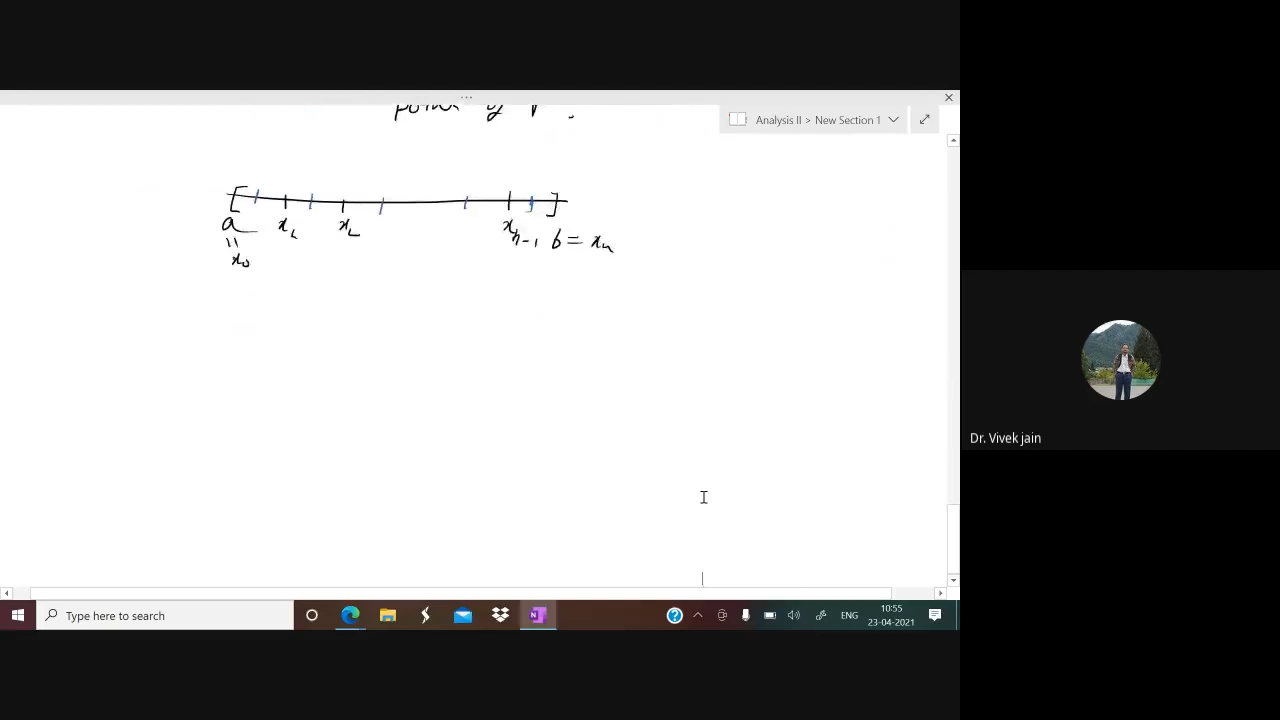 Analysis II > New Section 1
a x₁ x₂ xₙ₋₁ b = xₙ
"
x₀
Dr. Vivek jain
Type here to search
N
ENG
10:55
23-04-2021